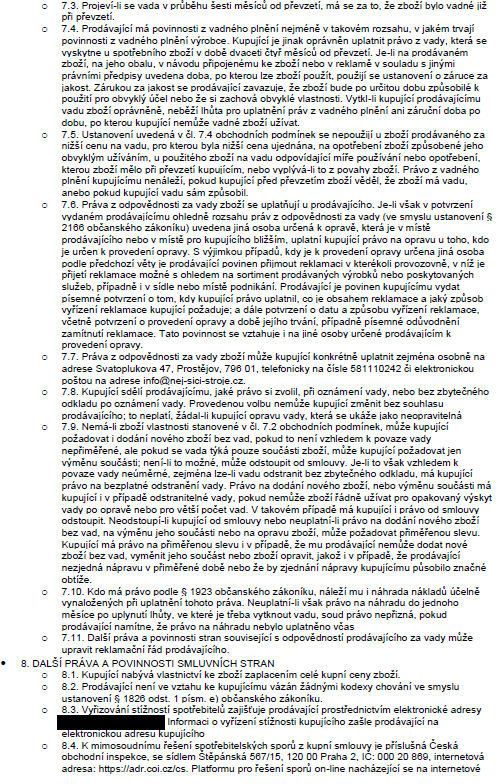 ○ 7.3. Projeví-li se vada v průběhu šesti měsíců od převzetí, má se za to, že zboží bylo vadné již
při převzetí.
○ 7.4. Prodávající má povinnosti z vadného plnění nejméně v takovém rozsahu, v jakém trvají
povinnosti z vadného plnění výrobce. Kupující je jinak oprávněn uplatnit právo z vady, která se
vyskytne u spotřebního zboží v době dvaceti čtyř měsíců od převzetí. Je-li na prodávaném
zboží, na jeho obalu, v návodu připojenému ke zboží nebo v reklamě v souladu s jinými
právními předpisy uvedena doba, po kterou lze zboží použít, použijí se ustanovení o záruce za
jakost. Zárukou za jakost se prodávající zavazuje, že zboží bude po určitou dobu způsobilé k
použití pro obvyklý účel nebo že si zachová obvyklé vlastnosti. Vytkl-li kupující prodávajícímu
vadu zboží oprávněně, neběží lhůta pro uplatnění práv z vadného plnění ani záruční doba po
dobu, po kterou kupující nemůže vadné zboží užívat.
○ 7.5. Ustanovení uvedená v čl. 7.4 obchodních podmínek se nepoužijí u zboží prodávaného za
nižší cenu na vadu, pro kterou byla nižší cena ujednána, na opotřebení zboží způsobené jeho
obvyklým užíváním, u použitého zboží na vadu odpovídající míře používání nebo opotřebení,
kterou zboží mělo při převzetí kupujícím, nebo vyplývá-li to z povahy zboží. Právo z vadného
plnění kupujícímu nenáleží, pokud kupující před převzetím zboží věděl, že zboží má vadu,
anebo pokud kupující vadu sám způsobil.
○ 7.6. Práva z odpovědnosti za vady zboží se uplatňují u prodávajícího. Je-li však v potvrzení
vydaném prodávajícímu ohledně rozsahu práv z odpovědnosti za vady (ve smyslu ustanovení §
2166 občanského zákoníku) uvedena jiná osoba určená k opravě, která je v místě
prodávajícího nebo v místě pro kupujícího bližším, uplatní kupující právo na opravu u toho, kdo
je určen k provedení opravy. S výjimkou případů, kdy je k provedení opravy určena jiná osoba
podle předchozí věty je prodávající povinen přijmout reklamaci v kterékoli provozovně, v níž je
přijetí reklamace možné s ohledem na sortiment prodávaných výrobků nebo poskytovaných
služeb, případně i v sídle nebo místě podnikání. Prodávající je povinen kupujícímu vydat
písemné potvrzení o tom, kdy kupující právo uplatnil, co je obsahem reklamace a jaký způsob
vyřízení reklamace kupující požaduje; a dále potvrzení o datu a způsobu vyřízení reklamace,
včetně potvrzení o provedení opravy a době jejího trvání, případně písemné odůvodnění
zamítnutí reklamace. Tato povinnost se vztahuje i na jiné osoby určené prodávajícím k
provedení opravy.
○ 7.7. Práva z odpovědnosti za vady zboží může kupující konkrétně uplatnit zejména osobně na
adrese Svatoplukova 47, Prostějov, 796 01, telefonicky na čísle 581110242 či elektronickou
poštou na adrese info@nej-sici-stroje.cz.
○ 7.8. Kupující sdělí prodávajícímu, jaké právo si zvolil, při oznámení vady, nebo bez zbytečného
odkladu po oznámení vady. Provedenou volbu nemůže kupující změnit bez souhlasu
prodávajícího; to neplatí, žádal-li kupující opravu vady, která se ukáže jako neopravitelná
○ 7.9. Nemá-li zboží vlastnosti stanovené v čl. 7.2 obchodních podmínek, může kupující
požadovat i dodání nového zboží bez vad, pokud to není vzhledem k povaze vady
nepřiměřené, ale pokud se vada týká pouze součásti zboží, může kupující požadovat jen
výměnu součásti; není-li to možné, může odstoupit od smlouvy. Je-li to však vzhledem k
povaze vady neúměrné, zejména lze-li vadu odstranit bez zbytečného odkladu, má kupující
právo na bezplatné odstranění vady. Právo na dodání nového zboží, nebo výměnu součásti má
kupující i v případě odstranitelné vady, pokud nemůže zboží řádně užívat pro opakovaný výskyt
vady po opravě nebo pro větší počet vad. V takovém případě má kupující i právo od smlouvy
odstoupit. Neodstoupí-li kupující od smlouvy nebo neuplatní-li právo na dodání nového zboží
bez vad, na výměnu jeho součásti nebo na opravu zboží, může požadovat přiměřenou slevu.
Kupující má právo na přiměřenou slevu i v případě, že mu prodávající nemůže dodat nové
zboží bez vad, vyměnit jeho součást nebo zboží opravit, jakož i v případě, že prodávající
nezjedná nápravu v přiměřené době nebo že by zjednání nápravy kupujícímu působilo značné
obtíže.
○ 7.10. Kdo má právo podle § 1923 občanského zákoníku, náleží mu i náhrada nákladů účelně
vynaložených při uplatnění tohoto práva. Neuplatní-li však právo na náhradu do jednoho
měsíce po uplynutí lhůty, ve které je třeba vytknout vadu, soud právo nepřizná, pokud
prodávající namítne, že právo na náhradu nebylo uplatněno včas
○ 7.11. Další práva a povinnosti stran související s odpovědností prodávajícího za vady může
upravit reklamační řád prodávajícího.
● 8. DALŠÍ PRÁVA A POVINNOSTI SMLUVNÍCH STRAN
○ 8.1. Kupující nabývá vlastnictví ke zboží zaplacením celé kupní ceny zboží.
○ 8.2. Prodávající není ve vztahu ke kupujícímu vázán žádnými kodexy chování ve smyslu
ustanovení § 1826 odst. 1 písm. e) občanského zákoníku.
○ 8.3. Vyřizování stížností spotřebitelů zajišťuje prodávající prostřednictvím elektronické adresy
Informaci o vyřízení stížnosti kupujícího zašle prodávající na
elektronickou adresu kupujícího
○ 8.4. K mimosoudnímu řešení spotřebitelských sporů z kupní smlouvy je příslušná Česká
obchodní inspekce, se sídlem Štěpánská 567/15, 120 00 Praha 2, IČ: 000 20 869, internetová
adresa: https://adr.coi.cz/cs. Platformu pro řešení sporů on-line nacházející se na internetové